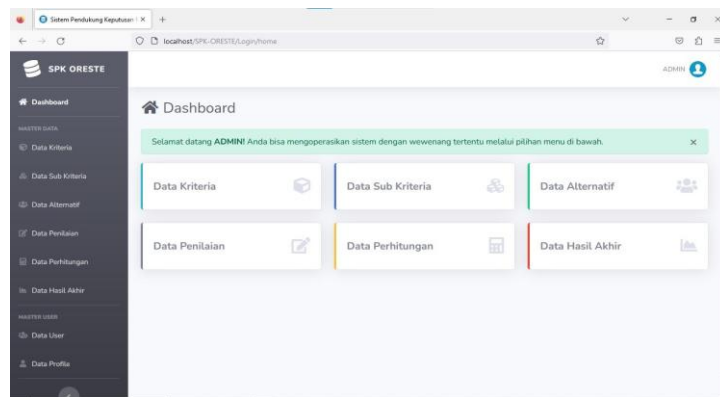 Sistem Pendukung Keputusan
localhost/SPK-ORESTE/Login/home
SPK ORESTE
ADMIN
Dashboard
MASTER DATA
Data Kriteria
Data Sub Kriteria
Data Alternatif
Data Penilaian
Data Perhitungan
Data Hasil Akhir
MASTER USER
Data User
Data Profile
Dashboard
Selamat datang ADMIN! Anda bisa mengoperasikan sistem dengan wewenang tertentu melalui pilihan menu di bawah.
Data Kriteria
Data Sub Kriteria
Data Alternatif
Data Penilaian
Data Perhitungan
Data Hasil Akhir